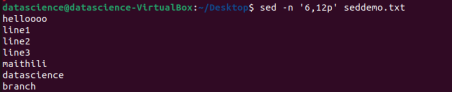 datascience@datascience-VirtualBox:~/Desktop$ sed -n '6,12p' seddemo.txt
helloooo
line1
line2
line3
maithili
datascience
branch